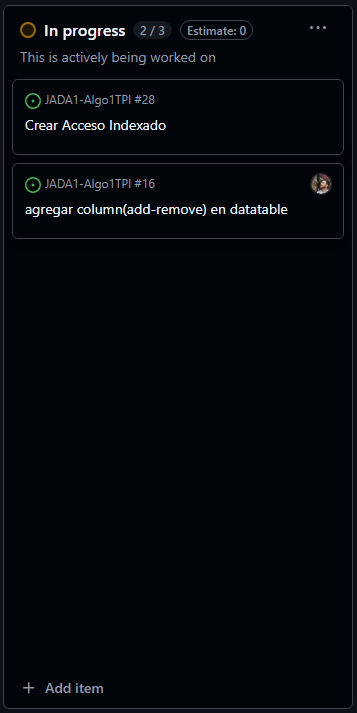 In progress 2 / 3 Estimate: 0 ...
This is actively being worked on
JADA1-Algo1TPI #28
Crear Acceso Indexado
JADA1-Algo1TPI #16
agregar column(add-remove) en datatable
+ Add item